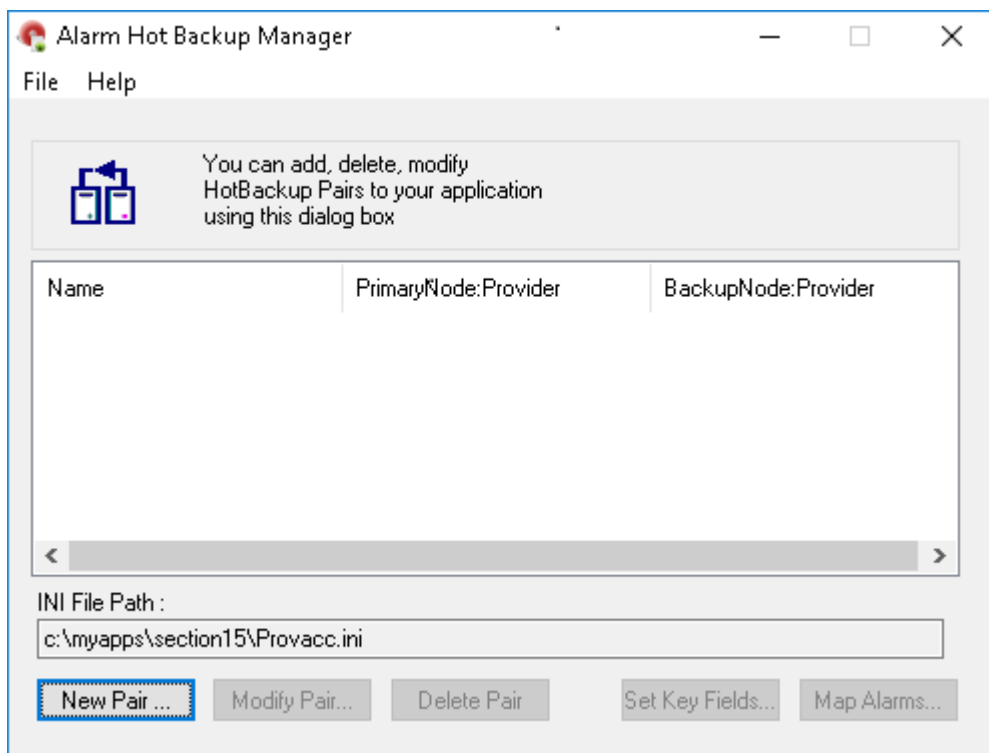 Alarm Hot Backup Manager
File Help
You can add, delete, modify
HotBackup Pairs to your application
using this dialog box
Name PrimaryNode:Provider BackupNode:Provider
INI File Path :
c:\myapps\section15\Provacc.ini
New Pair ... Modify Pair... Delete Pair Set Key Fields... Map Alarms...